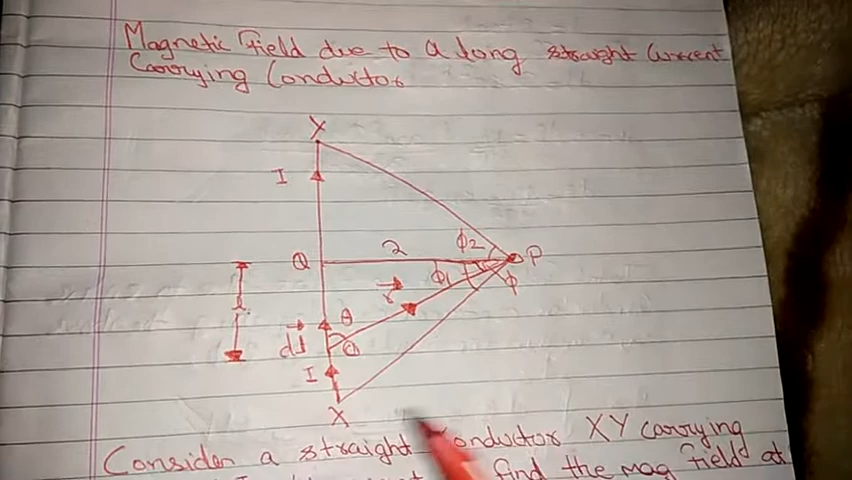 Magnetic Field due to a long straight Current
Carrying Conductor
Y
I
Q
φ2
P
φ1
φ
r
l
θ
dl
I
X
Consider a straight conductor XY carrying
find the mag field at